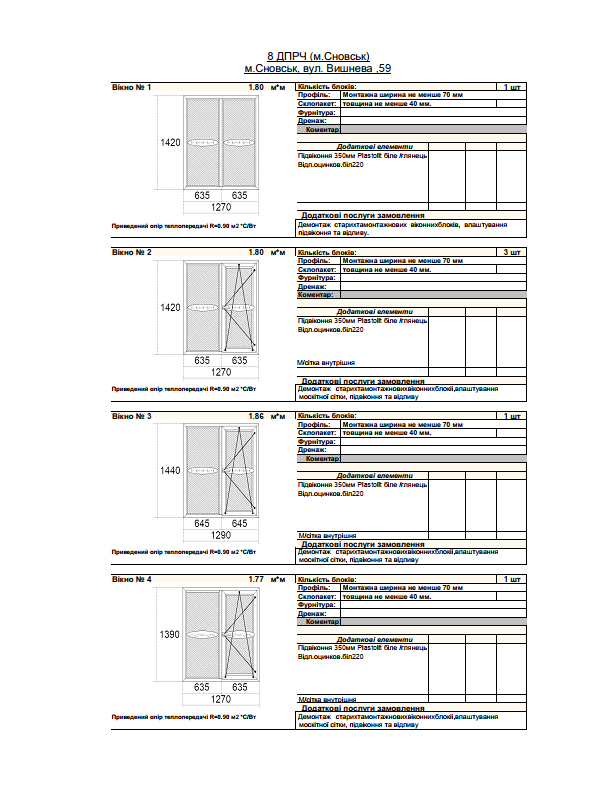 8 ДПРЧ (м.Сновськ)
м.Сновськ, вул. Вишнева ,59
Вікно № 1 1.80 м*м
Кількість блоків: 1 шт
Профіль: Монтажна ширина не менше 70 мм
Склопакет: товщина не менше 40 мм.
Фурнітура:
Дренаж:
Коментар
Додаткові елементи
Підвіконня 350мм Plastolit біле /глянець
Відл.оцинков.біл220
1420
635 635
1270
Приведений опір теплопередачі R=0.90 м2 *С/Вт
Додаткові послуги замовлення
Демонтаж старихтамонтажнових віконнихблоків, влаштування
підвіконня та відливу.
Вікно № 2 1.80 м*м
Кількість блоків: 3 шт
Профіль: Монтажна ширина не менше 70 мм
Склопакет: товщина не менше 40 мм.
Фурнітура:
Дренаж:
Коментар:
Додаткові елементи
Підвіконня 350мм Plastolit біле /глянець
Відл.оцинков.біл220
М/сітка внутрішня
1420
635 635
1270
Приведений опір теплопередачі R=0.90 м2 *С/Вт
Додаткові послуги замовлення
Демонтаж старихтамонтажновихвіконнихблокії,влаштування
москітної сітки, підвіконня та відливу
Вікно № 3 1.86 м*м
Кількість блоків: 1 шт
Профіль: Монтажна ширина не менше 70 мм
Склопакет: товщина не менше 40 мм.
Фурнітура:
Дренаж:
Коментар
Додаткові елементи
Підвіконня 350мм Plastolit біле /глянець
Відл.оцинков.біл220
М/сітка внутрішня
1440
645 645
1290
Приведений опір теплопередачі R=0.90 м2 *С/Вт
Додаткові послуги замовлення
Демонтаж старихтамонтажновихвіконнихблокії,влаштування
москітної сітки, підвіконня та відливу
Вікно № 4 1.77 м*м
Кількість блоків: 1 шт
Профіль: Монтажна ширина не менше 70 мм
Склопакет: товщина не менше 40 мм.
Фурнітура:
Дренаж:
Коментар
Додаткові елементи
Підвіконня 350мм Plastolit біле /глянець
Відл.оцинков.біл220
М/сітка внутрішня
1390
635 635
1270
Приведений опір теплопередачі R=0.90 м2 *С/Вт
Додаткові послуги замовлення
Демонтаж старихтамонтажновихвіконнихблокії,влаштування
москітної сітки, підвіконня та відливу